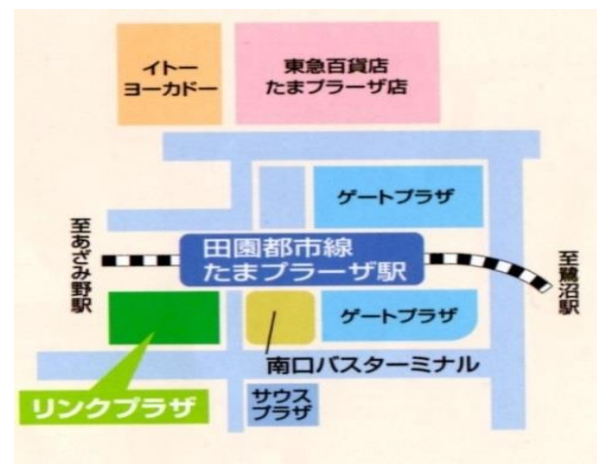 イトー
ヨーカドー
東急百貨店
たまプラーザ店
ゲートプラザ
至あざみ野駅
田園都市線
たまプラーザ駅
至鷺沼駅
ゲートプラザ
南口バスターミナル
リンクプラザ
サウス
プラザ